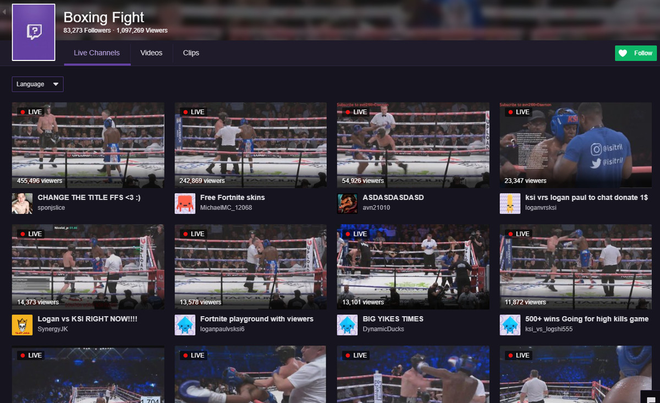 Boxing Fight
83,273 Followers · 1,097,269 Viewers
Live Channels Videos Clips
Follow
Language
LIVE LIVE LIVE LIVE
455,496 viewers 242,869 viewers 54,926 viewers 23,347 viewers
CHANGE THE TITLE FFS <3 :) Free Fortnite skins ASDASDASDASD ksi vs logan paul to chat donate 1$
sponjslice MichaelMC_12068 avn21010 loganvrsksi
LIVE LIVE LIVE LIVE
14,373 viewers 13,578 viewers 13,101 viewers 11,872 viewers
Logan vs KSI RIGHT NOW!!!! Fortnite playground with viewers BIG YIKES TIMES 500+ wins Going for high kills game
SynergyJK loganpaulvsksi6 DynamicDucks ksi_vs_logshi555
LIVE LIVE LIVE LIVE